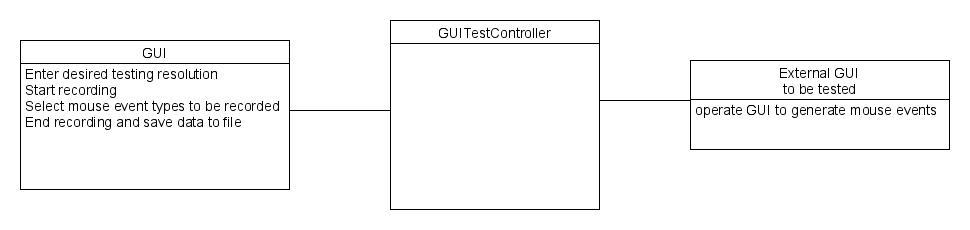 GUI
Enter desired testing resolution
Start recording
Select mouse event types to be recorded
End recording and save data to file
GUITestController
External GUI
to be tested
operate GUI to generate mouse events